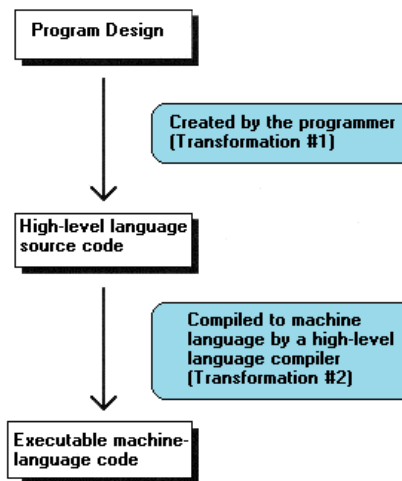 Program Design
Created by the programmer
(Transformation #1)
High-level language
source code
Compiled to machine
language by a high-level
language compiler
(Transformation #2)
Executable machine-
language code